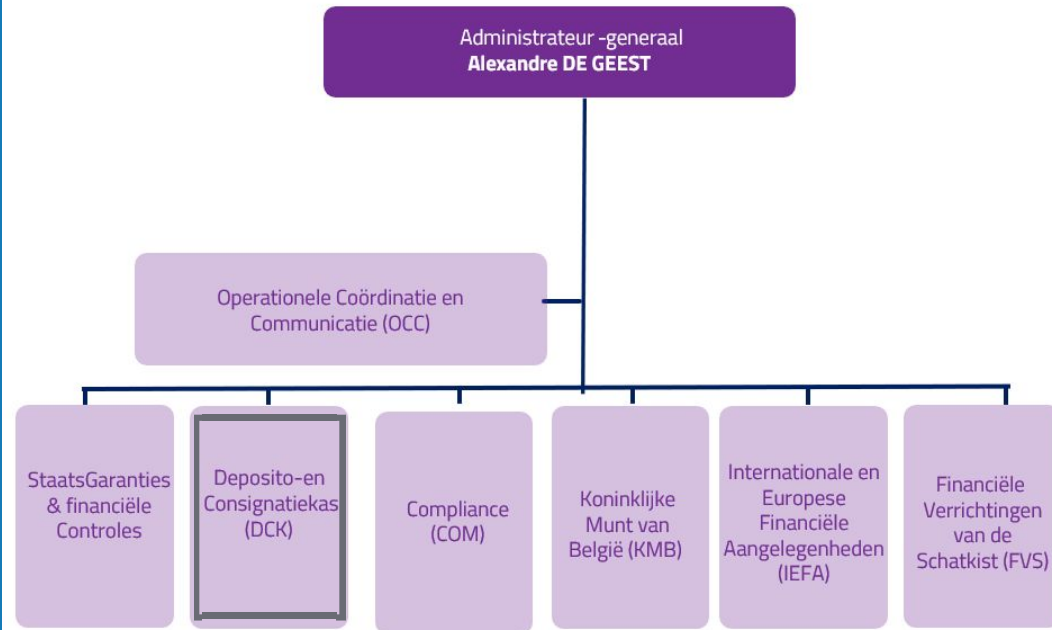 Administrateur -generaal
Alexandre DE GEEST
Operationele Coördinatie en
Communicatie (OCC)
StaatsGaranties
& financiële
Controles
Deposito-en
Consignatiekas
(DCK)
Compliance
(COM)
Koninklijke
Munt van
België (KMB)
Internationale en
Europese
Financiële
Aangelegenheden
(IEFA)
Financiële
Verrichtingen
van de
Schatkist (FVS)